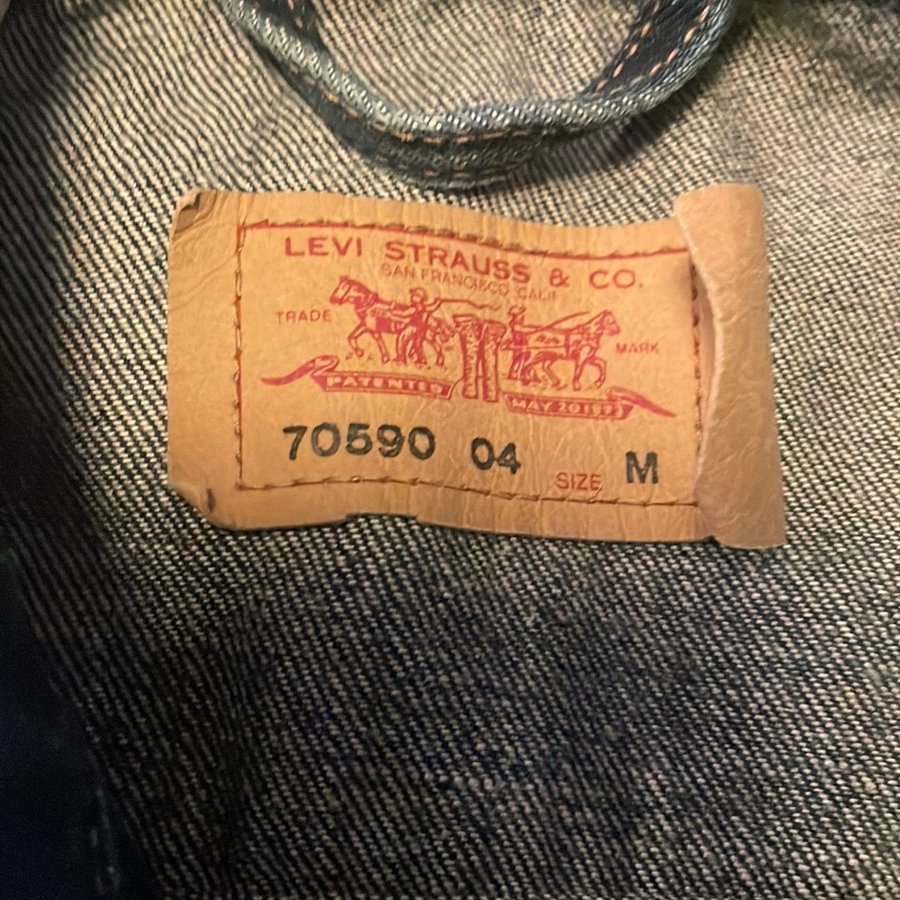 LEVI STRAUSS & CO.
SAN FRANCISCO, CALIF
TRADE MARK
PATENTED
MAY 20 1873
70590 04 SIZE M